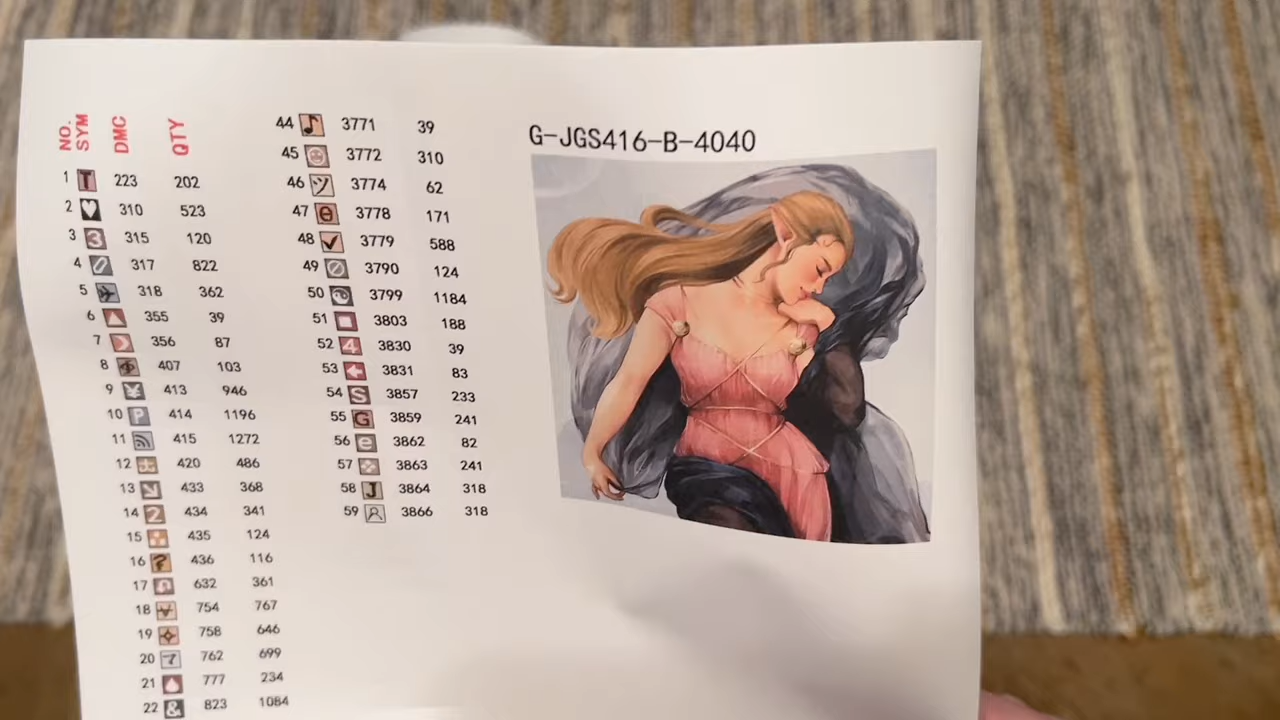 NO. SYM DMC QTY
1 T 223 202
2 310 523
3 3 315 120
4 317 822
5 318 362
6 355 39
7 356 87
8 407 103
9 ¥ 413 946
10 P 414 1196
11 415 1272
12 420 486
13 433 368
14 2 434 341
15 435 124
16 ? 436 116
17 632 361
18 754 767
19 758 646
20 762 699
21 777 234
22 & 823 1084
44 ♪ 3771 39
45 3772 310
46 ツ 3774 62
47 3778 171
48 3779 588
49 3790 124
50 3799 1184
51 3803 188
52 4 3830 39
53 3831 83
54 S 3857 233
55 G 3859 241
56 e 3862 82
57 3863 241
58 J 3864 318
59 3866 318
G-JGS416-B-4040